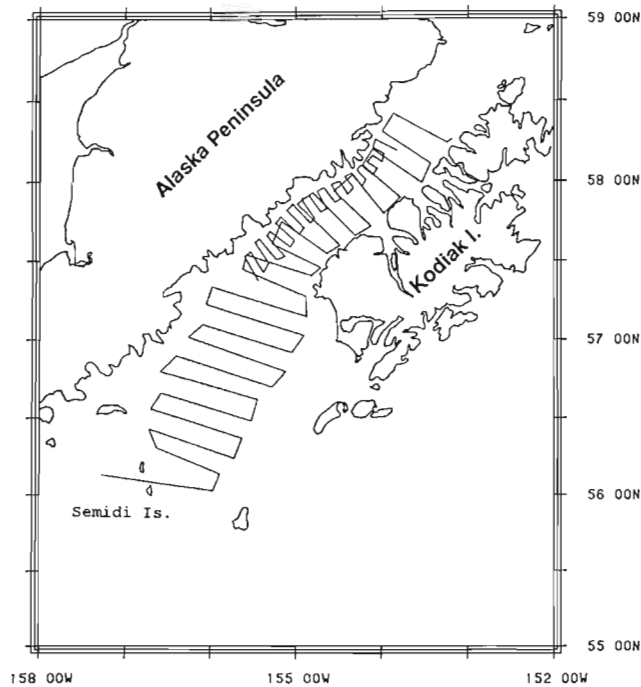 59 00N
Alaska Peninsula
58 00N
Kodiak I.
57 00N
56 00N
Semidi Is.
55 00N
158 00W
155 00W
152 00W